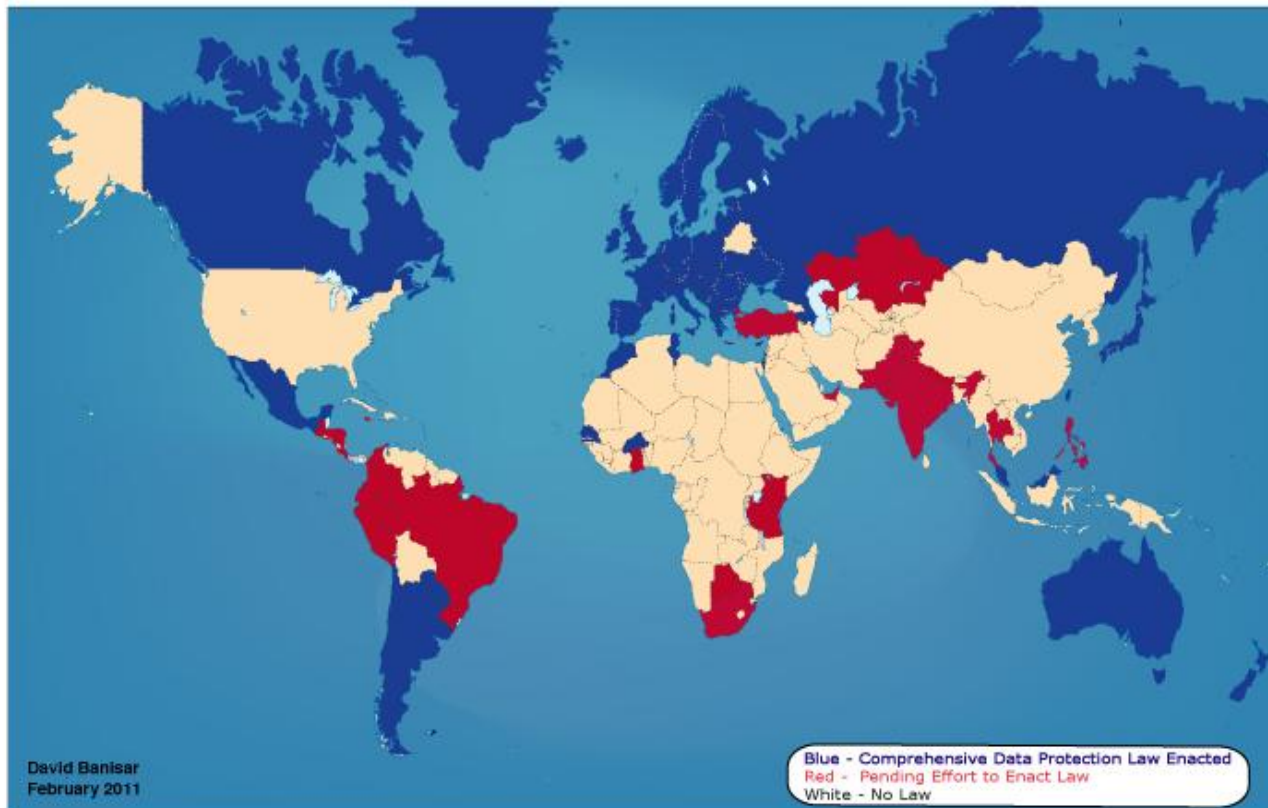 David Banisar
February 2011
Blue - Comprehensive Data Protection Law Enacted
Red - Pending Effort to Enact Law
White - No Law